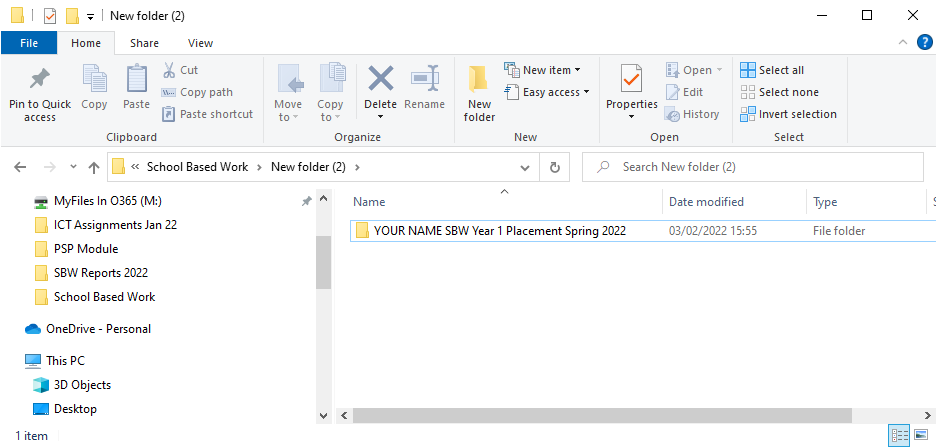 New folder (2)
File Home Share View
Pin to Quick access
Copy
Paste
Cut
Copy path
Paste shortcut
Clipboard
Move to
Copy to
Delete
Rename
Organize
New folder
New item
Easy access
New
Properties
Open
Edit
History
Open
Select all
Select none
Invert selection
Select
« School Based Work > New folder (2) >
Search New folder (2)
MyFiles In O365 (M:)
ICT Assignments Jan 22
PSP Module
SBW Reports 2022
School Based Work
OneDrive - Personal
This PC
3D Objects
Desktop
Name Date modified Type S
YOUR NAME SBW Year 1 Placement Spring 2022 03/02/2022 15:55 File folder
1 item